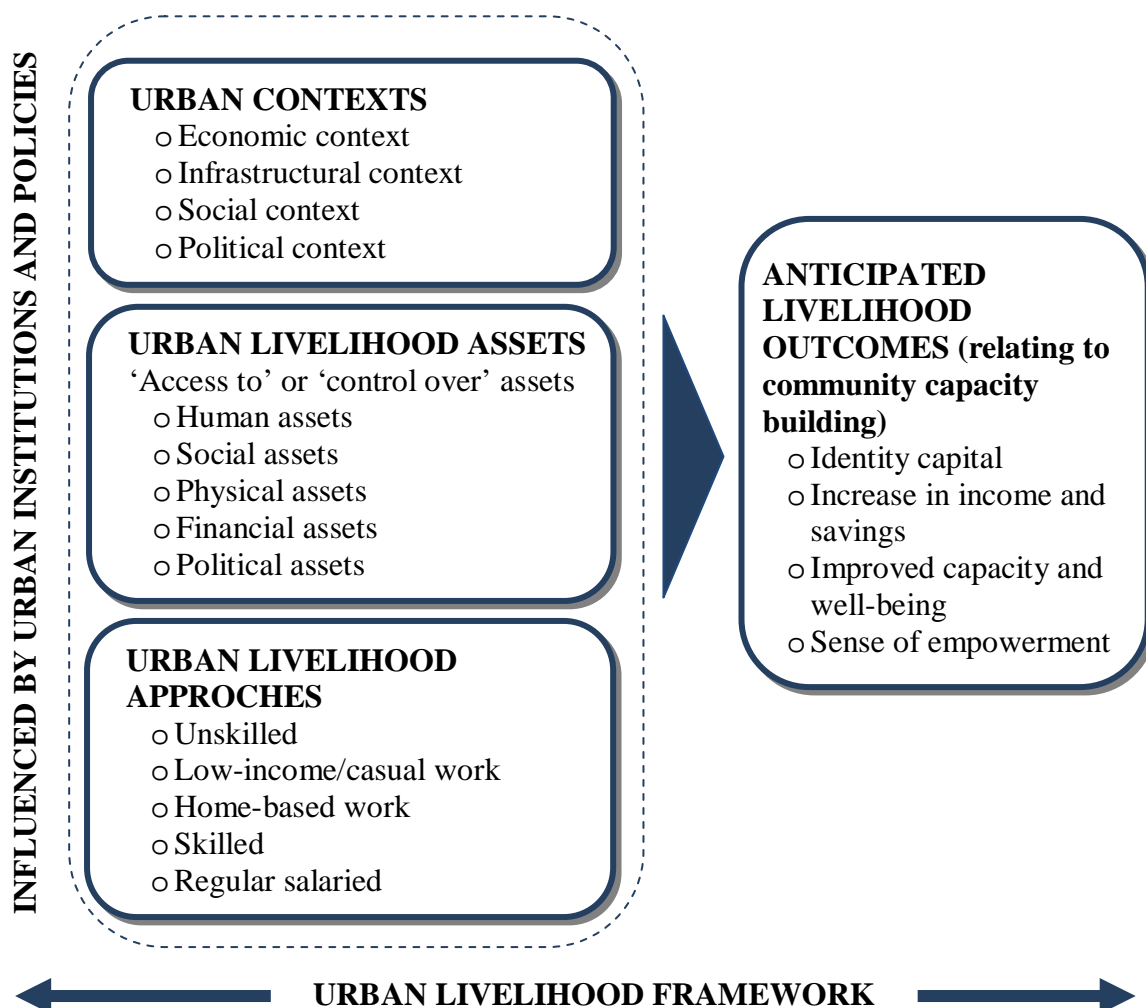 INFLUENCED BY URBAN INSTITUTIONS AND POLICIES
URBAN CONTEXTS
o Economic context
o Infrastructural context
o Social context
o Political context
URBAN LIVELIHOOD ASSETS
‘Access to’ or ‘control over’ assets
o Human assets
o Social assets
o Physical assets
o Financial assets
o Political assets
URBAN LIVELIHOOD
APPROCHES
o Unskilled
o Low-income/casual work
o Home-based work
o Skilled
o Regular salaried
ANTICIPATED
LIVELIHOOD
OUTCOMES (relating to
community capacity
building)
o Identity capital
o Increase in income and
savings
o Improved capacity and
well-being
o Sense of empowerment
URBAN LIVELIHOOD FRAMEWORK